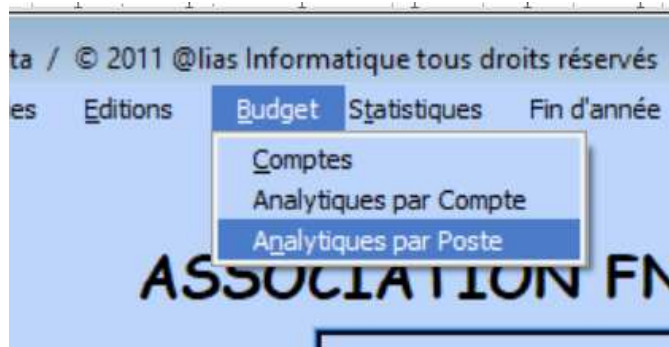 ta / © 2011 @lias Informatique tous droits réservés
es Editions Budget Statistiques Fin d'année
Comptes
Analytiques par Compte
Analytiques par Poste
ASSOCIATION FN